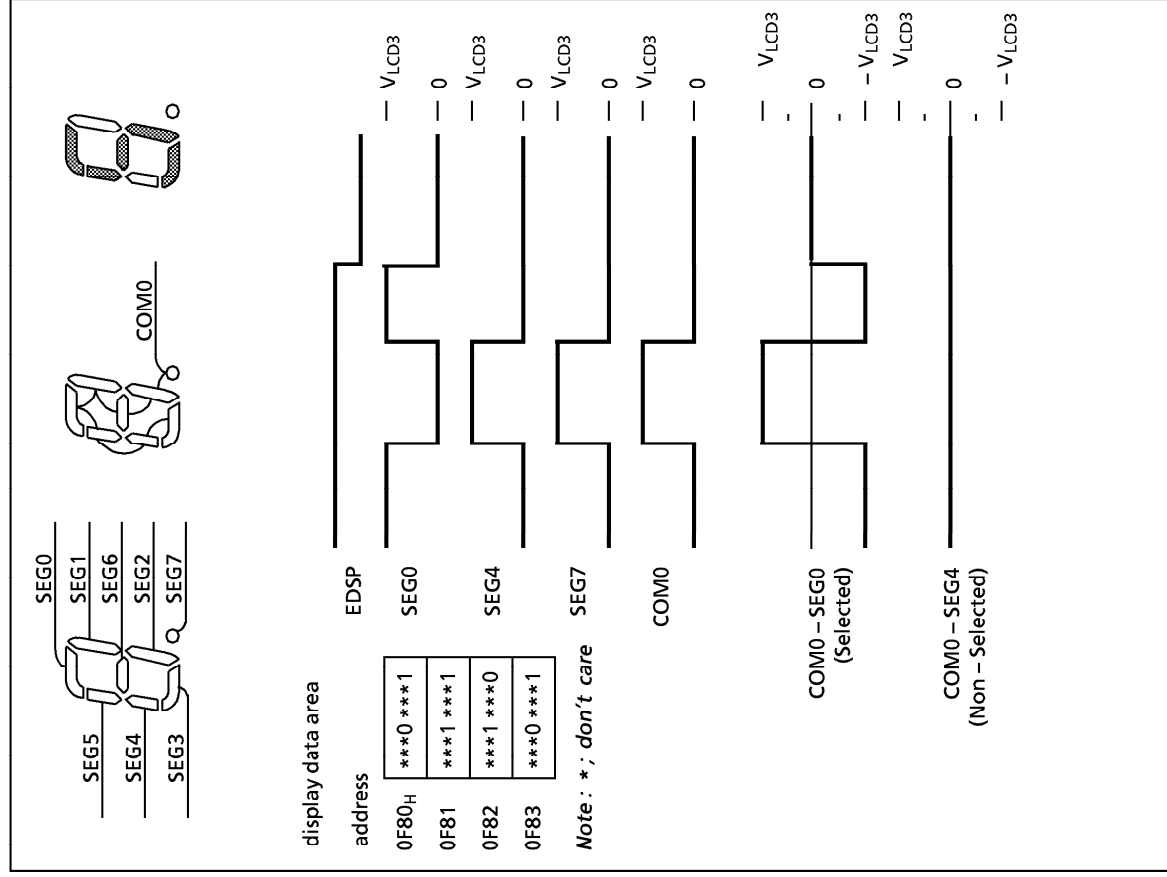 SEG0
SEG1
SEG5
SEG6
SEG4
SEG2
COM0
SEG7
SEG3
display data area
address
EDSP
0F80H ***0 ***1
SEG0
VLCD3
0
0F81 ***1 ***1
0F82 ***1 ***0
SEG4
VLCD3
0
0F83 ***0 ***1
SEG7
VLCD3
0
Note : * ; don't care
COM0
VLCD3
0
COM0 – SEG0
(Selected)
VLCD3
0
– VLCD3
COM0 – SEG4
(Non – Selected)
VLCD3
0
– VLCD3